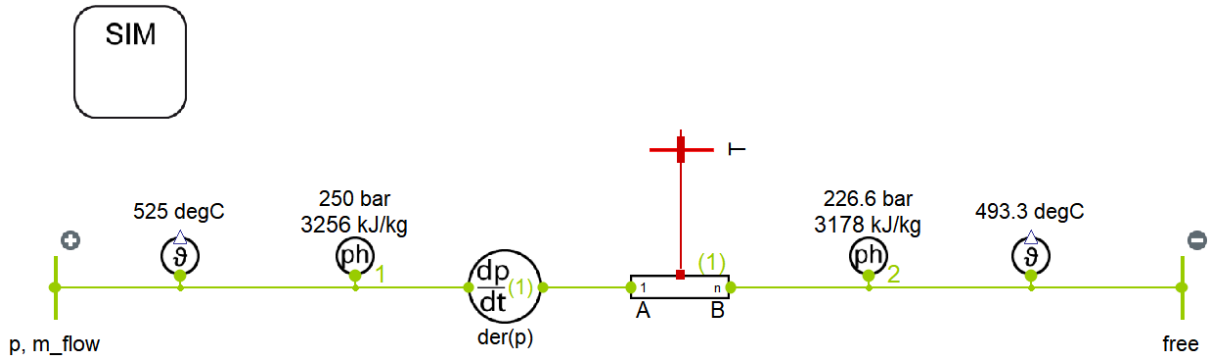 SIM
525 degC
ϑ
250 bar
3256 kJ/kg
ph
1
dp
dt
(1)
der(p)
T
(1)
1
n
A
B
226.6 bar
3178 kJ/kg
ph
2
493.3 degC
ϑ
p, m_flow
free